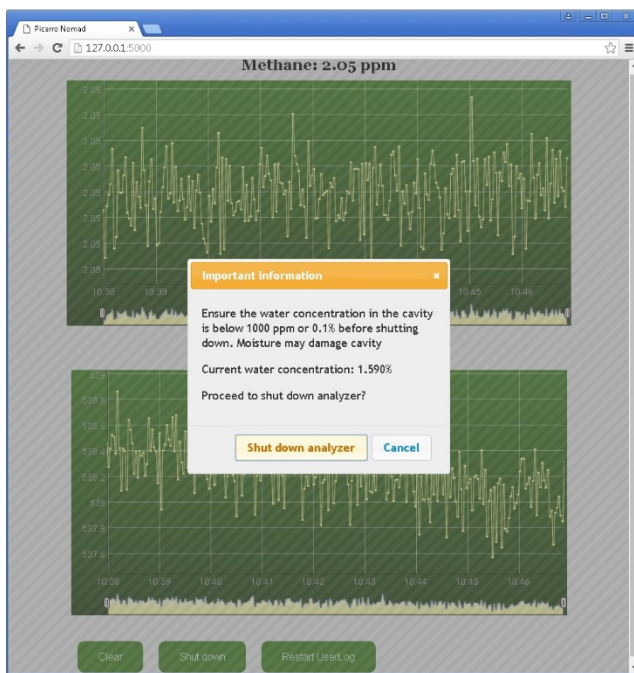 Picarro Nomad
127.0.0.1:5000
Methane: 2.05 ppm
2.05
2.05
2.05
2.05
2.05
2.05
2.05
2.05
10:38 10:39 10:45 10:46
Important information
Ensure the water concentration in the cavity
is below 1000 ppm or 0.1% before shutting
down. Moisture may damage cavity
Current water concentration: 1.590%
Proceed to shut down analyzer?
Shut down analyzer Cancel
539
538.8
538.6
538.4
538.2
538
537.8
537.6
10:38 10:39 10:40 10:41 10:42 10:43 10:44 10:45 10:46
Clear Shut down Restart UserLog